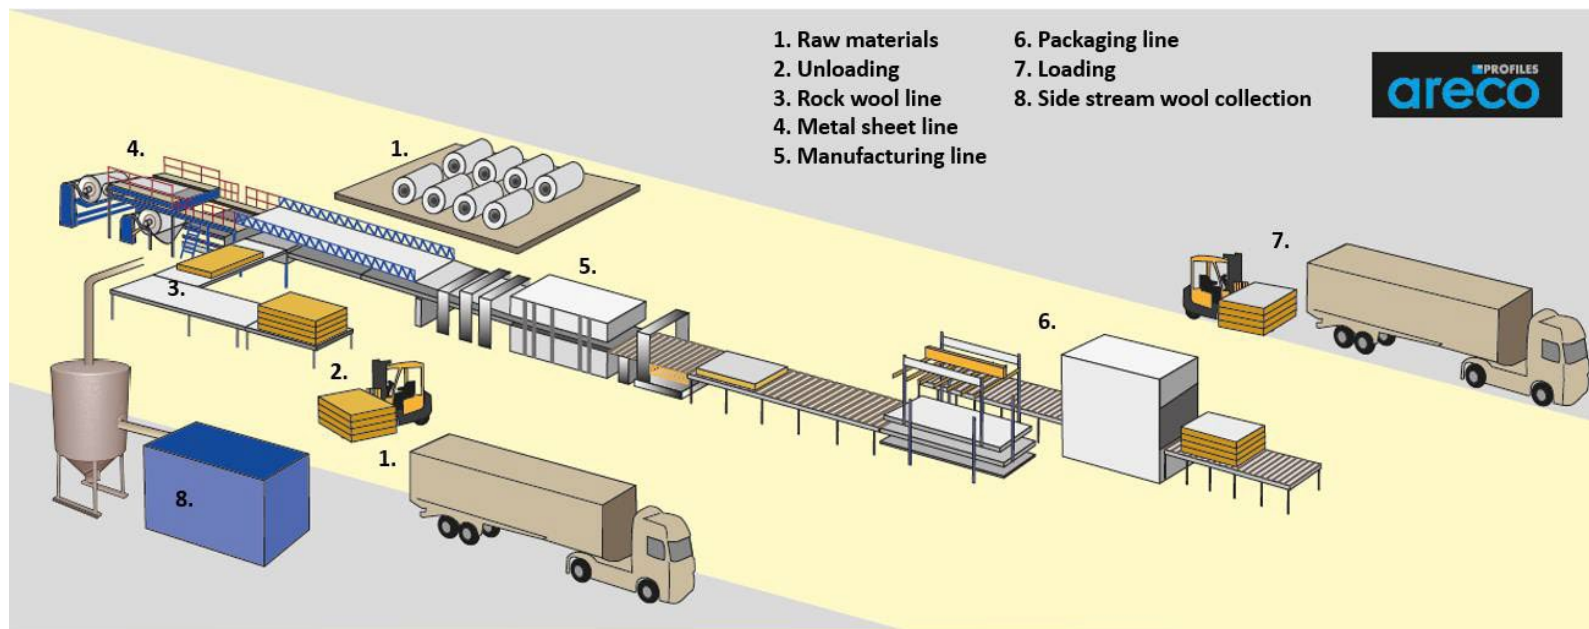 1. Raw materials
2. Unloading
3. Rock wool line
4. Metal sheet line
5. Manufacturing line
6. Packaging line
7. Loading
8. Side stream wool collection
PROFILES
areco
4.
1.
5.
7.
3.
6.
2.
1.
8.